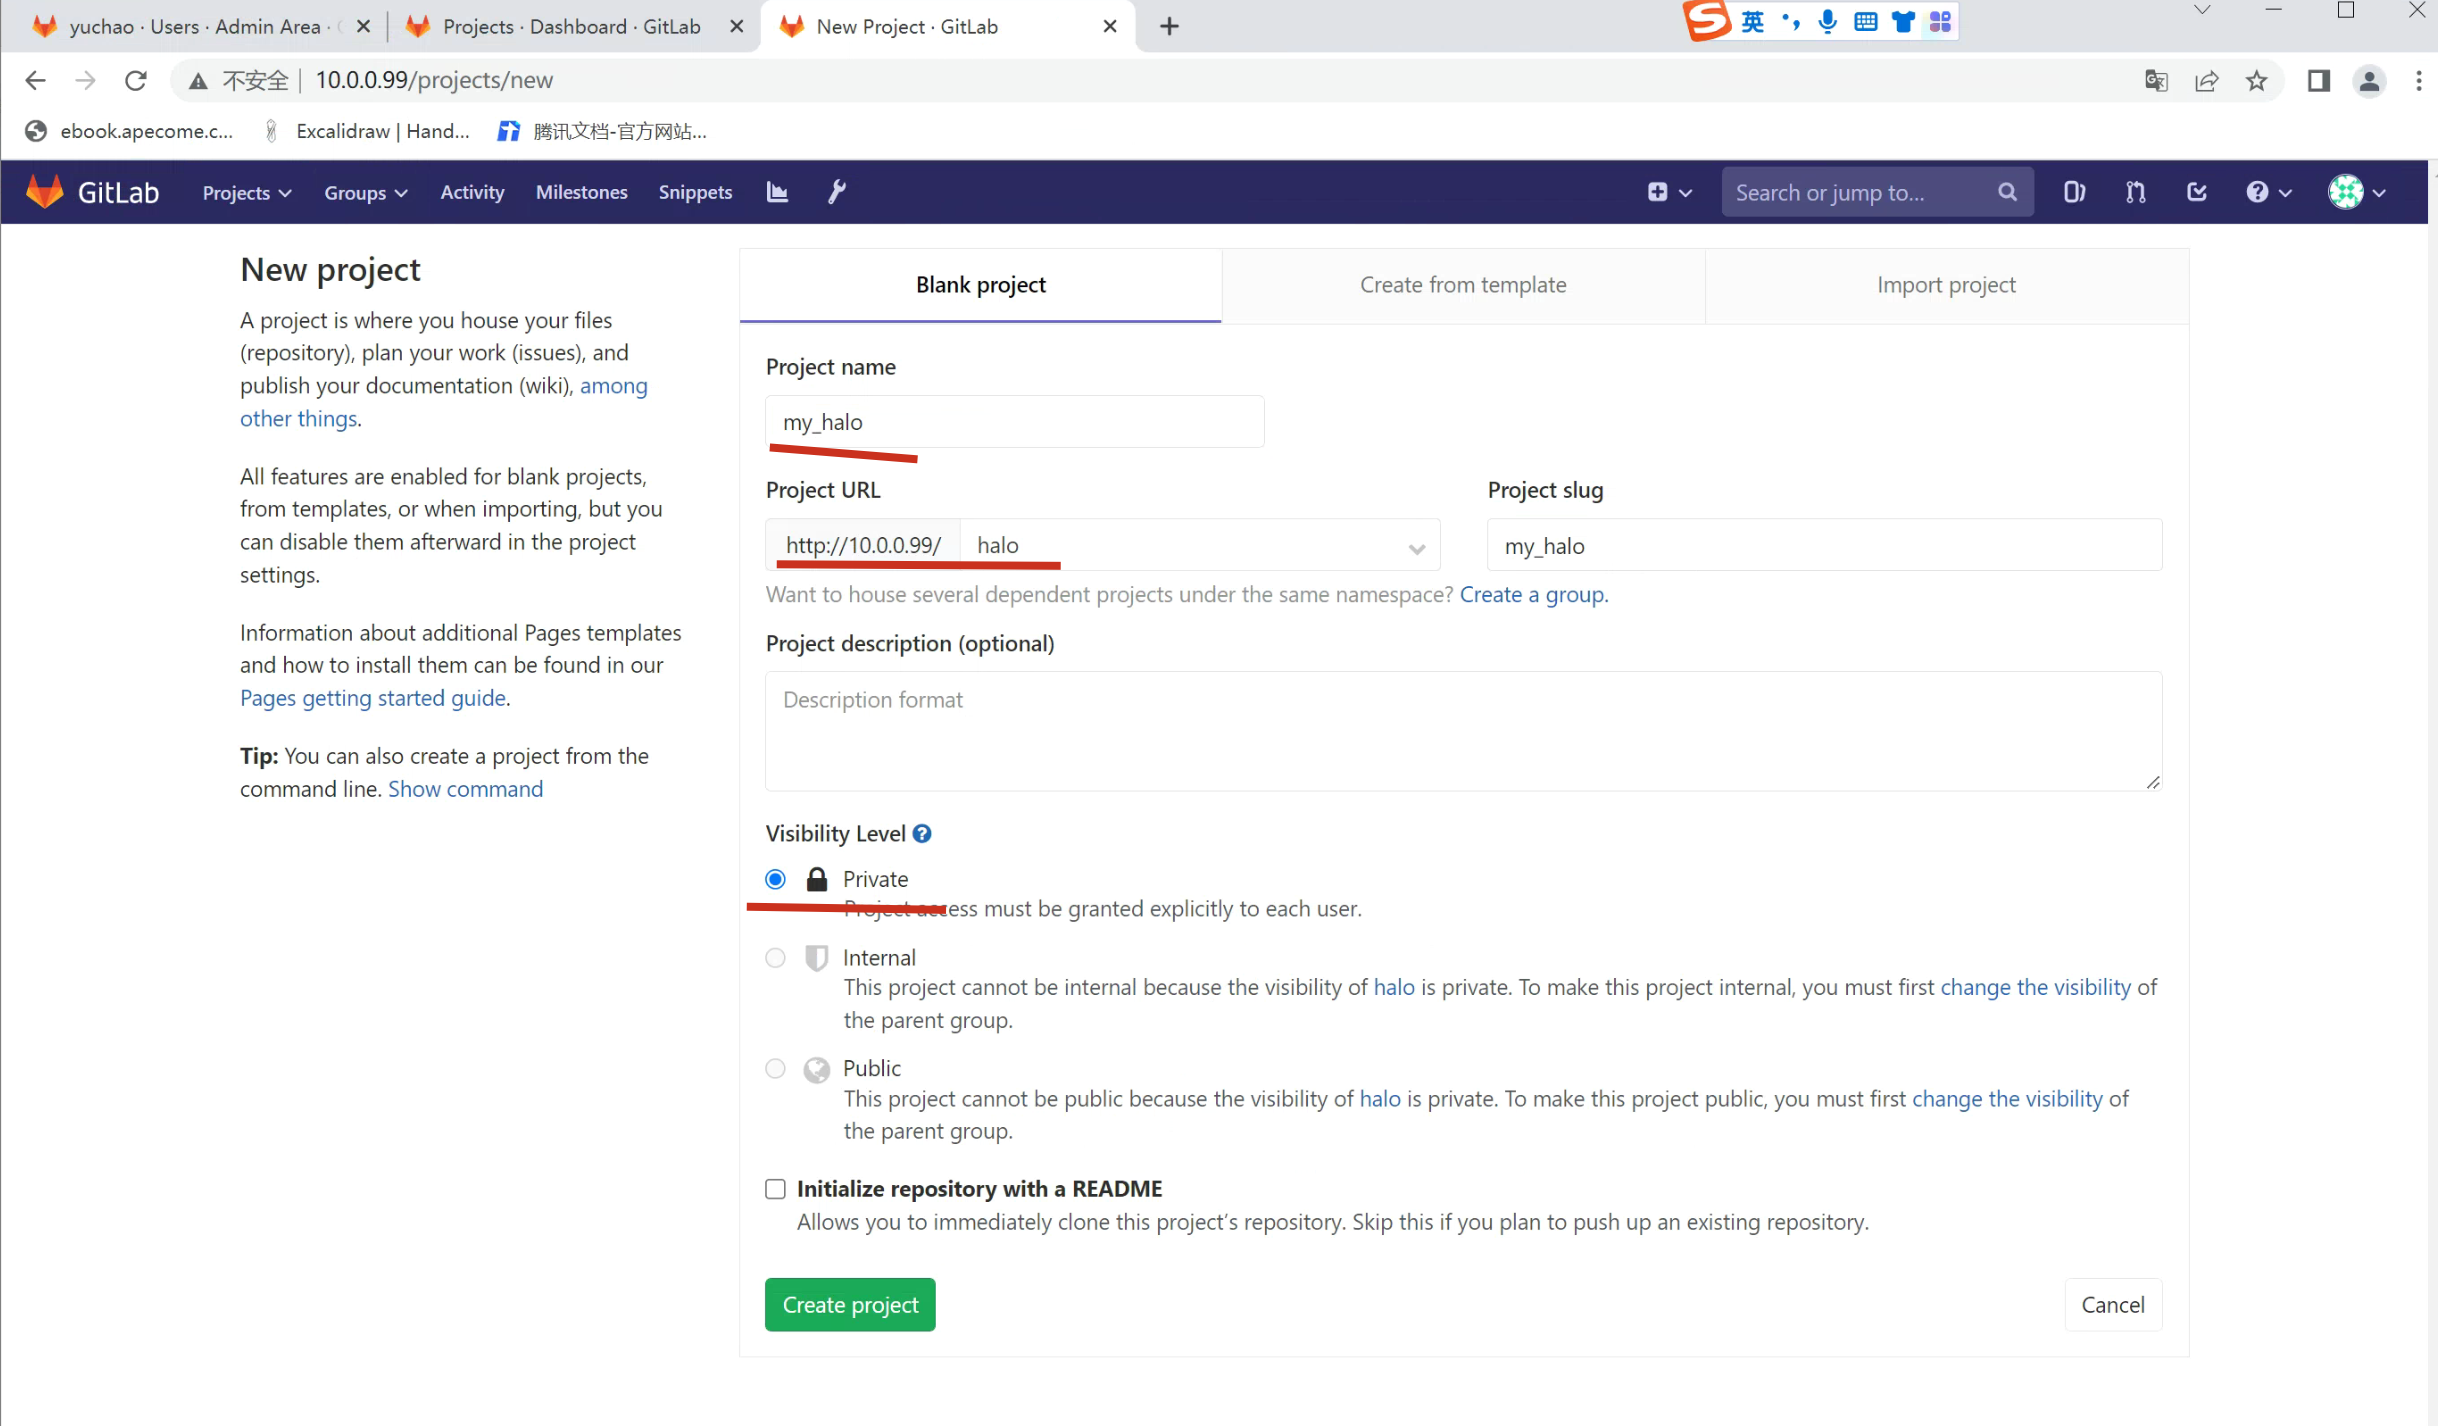 yuchao · Users · Admin Area ·
Projects · Dashboard · GitLab
New Project · GitLab
英
不安全 | 10.0.0.99/projects/new
ebook.apecome.c...
Excalidraw | Hand...
腾讯文档-官方网站...
GitLab
Projects
Groups
Activity
Milestones
Snippets
Search or jump to...
New project
A project is where you house your files
(repository), plan your work (issues), and
publish your documentation (wiki), among
other things.
All features are enabled for blank projects,
from templates, or when importing, but you
can disable them afterward in the project
settings.
Information about additional Pages templates
and how to install them can be found in our
Pages getting started guide.
Tip: You can also create a project from the
command line. Show command
Blank project
Create from template
Import project
Project name
my_halo
Project URL
http://10.0.0.99/
halo
Project slug
my_halo
Want to house several dependent projects under the same namespace? Create a group.
Project description (optional)
Description format
Visibility Level
Private
Project access must be granted explicitly to each user.
Internal
This project cannot be internal because the visibility of halo is private. To make this project internal, you must first change the visibility of
the parent group.
Public
This project cannot be public because the visibility of halo is private. To make this project public, you must first change the visibility of
the parent group.
Initialize repository with a README
Allows you to immediately clone this project's repository. Skip this if you plan to push up an existing repository.
Create project
Cancel